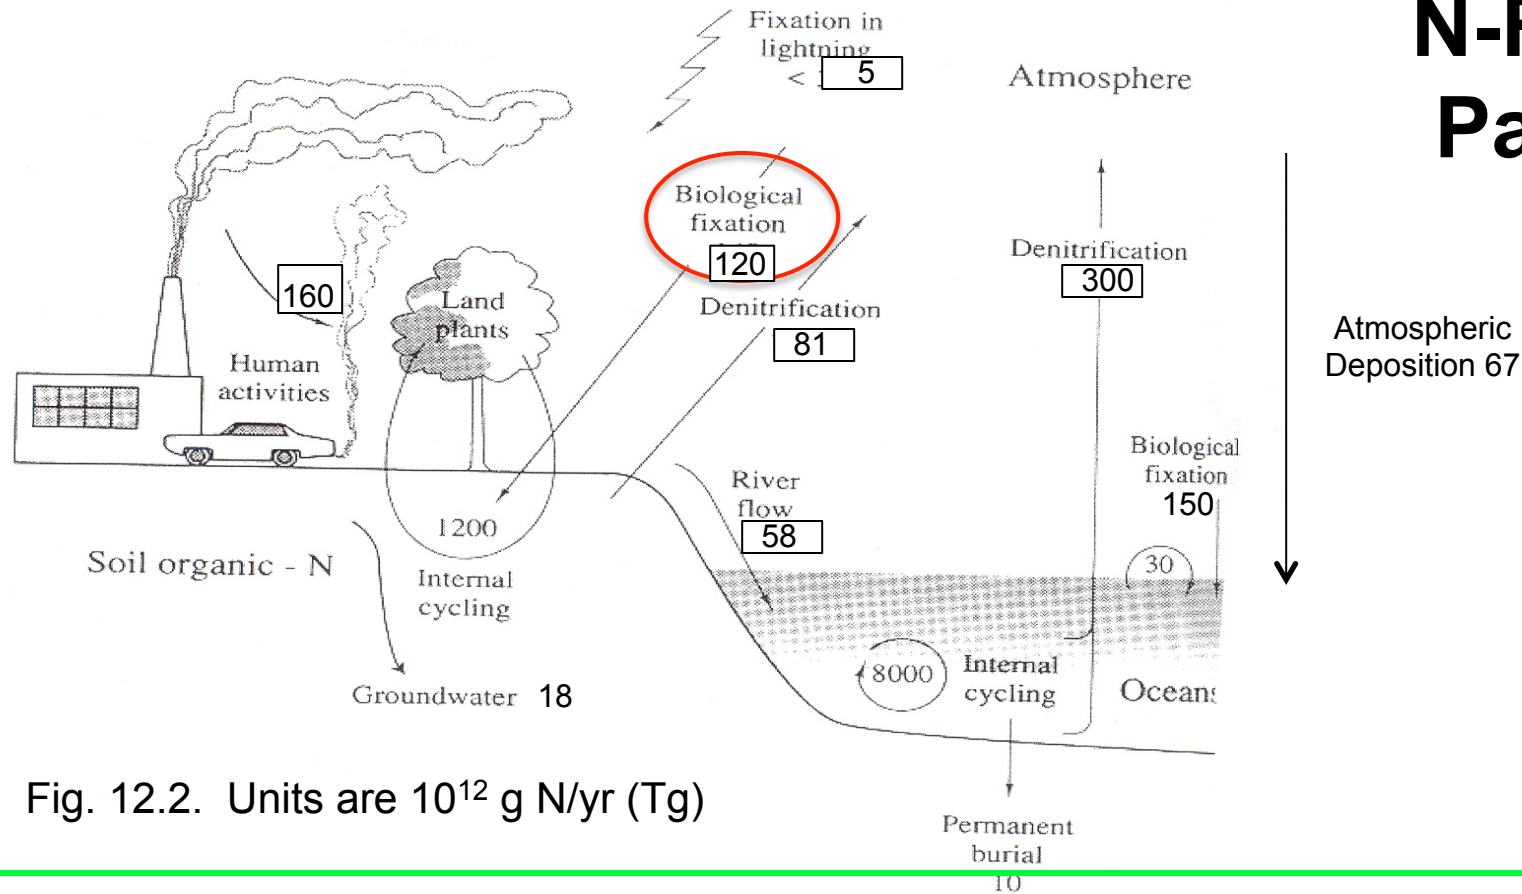 Fixation in
lightning
< 5
Atmosphere
Biological
fixation
120
Denitrification
81
Denitrification
300
160
Land
plants
Human
activities
Atmospheric
Deposition 67
Biological
fixation
150
River
flow
58
30
1200
Internal
cycling
Soil organic - N
Groundwater 18
8000
Internal
cycling
Oceans
Fig. 12.2. Units are 10¹² g N/yr (Tg)
Permanent
burial
10